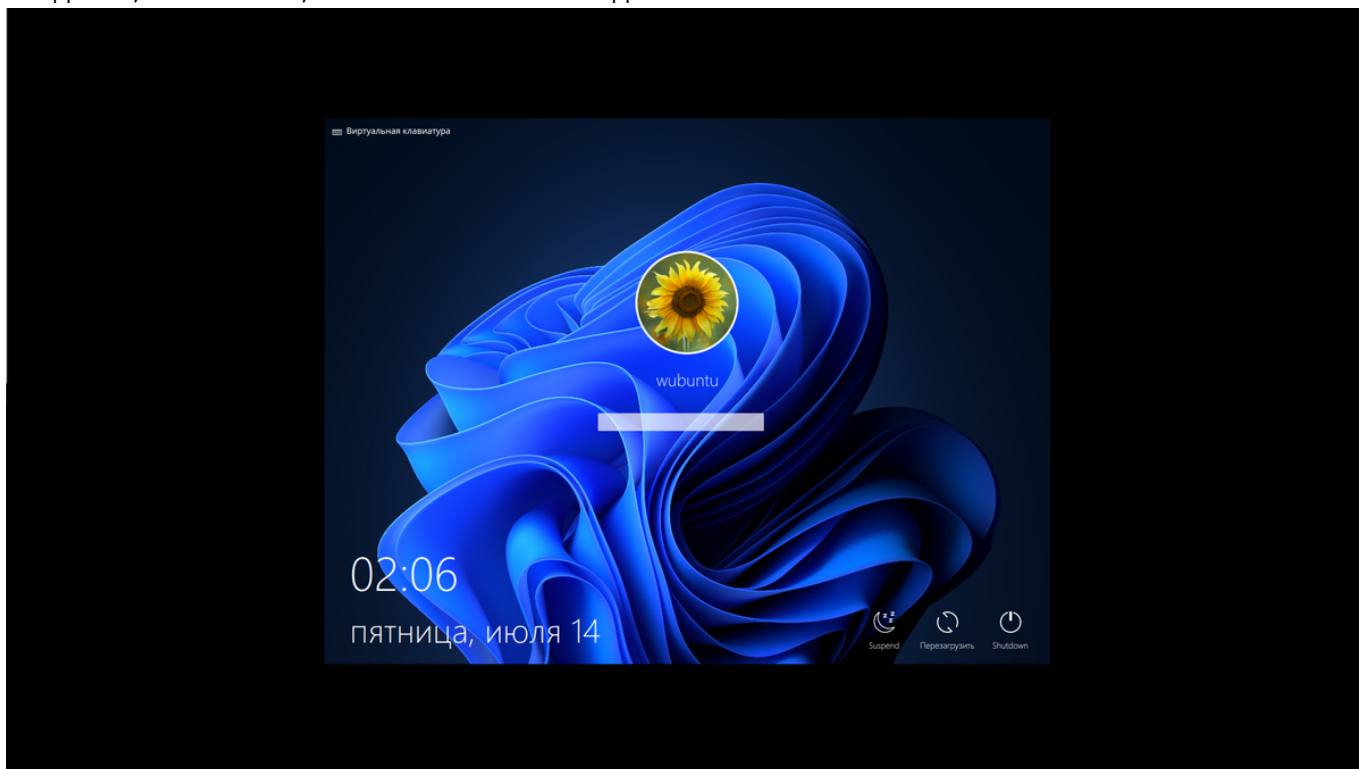 Виртуальная клавиатура
wubuntu
02:06
пятница, июля 14
Suspend
Перезагрузить
Shutdown